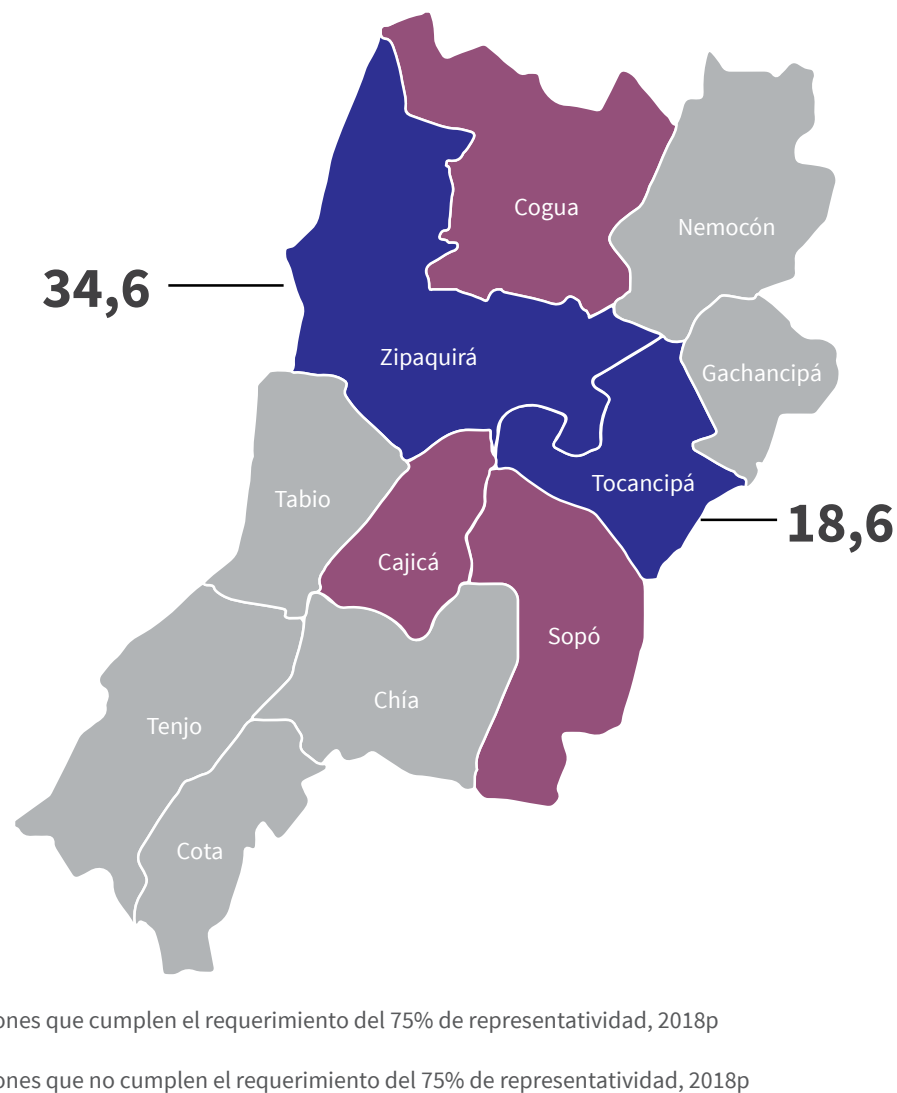 Cogua
Nemocón
34,6
Zipaquirá
Gachancipá
Tocancipá
Tabio
18,6
Cajicá
Sopó
Chía
Tenjo
Cota
ones que cumplen el requerimiento del 75% de representatividad, 2018p
ones que no cumplen el requerimiento del 75% de representatividad, 2018p